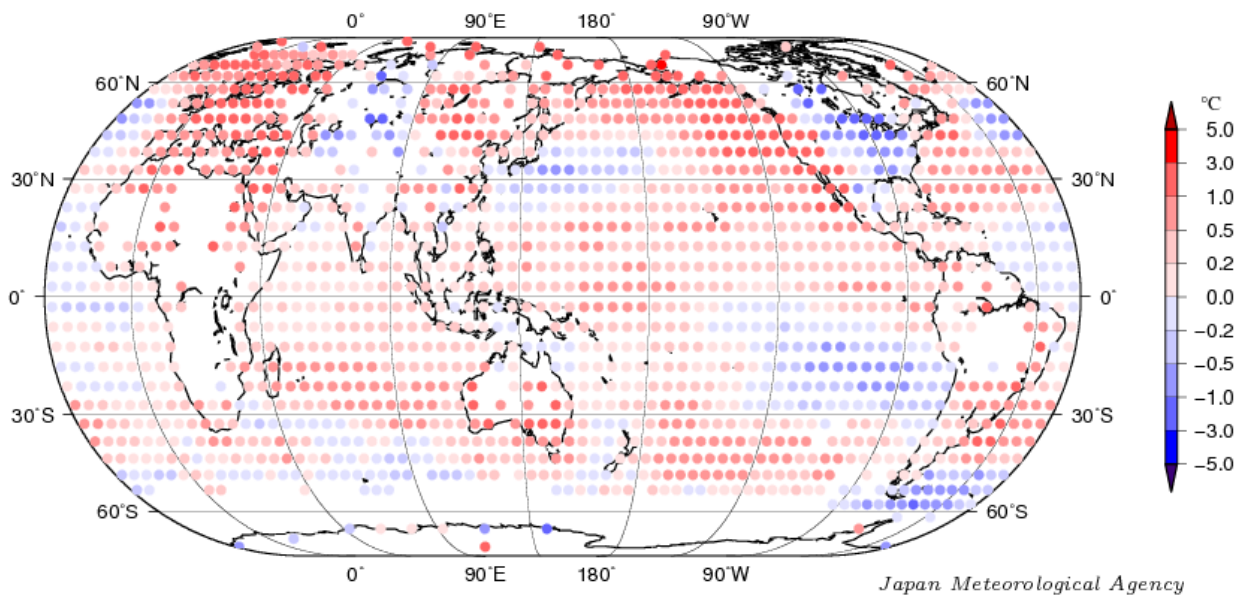 0° 90°E 180° 90°W
°C
60°N 60°N
5.0
3.0
30°N 30°N
1.0
0.5
0.2
0° 0°
0.0
−0.2
−0.5
−1.0
30°S 30°S
−3.0
−5.0
60°S 60°S
0° 90°E 180° 90°W
Japan Meteorological Agency